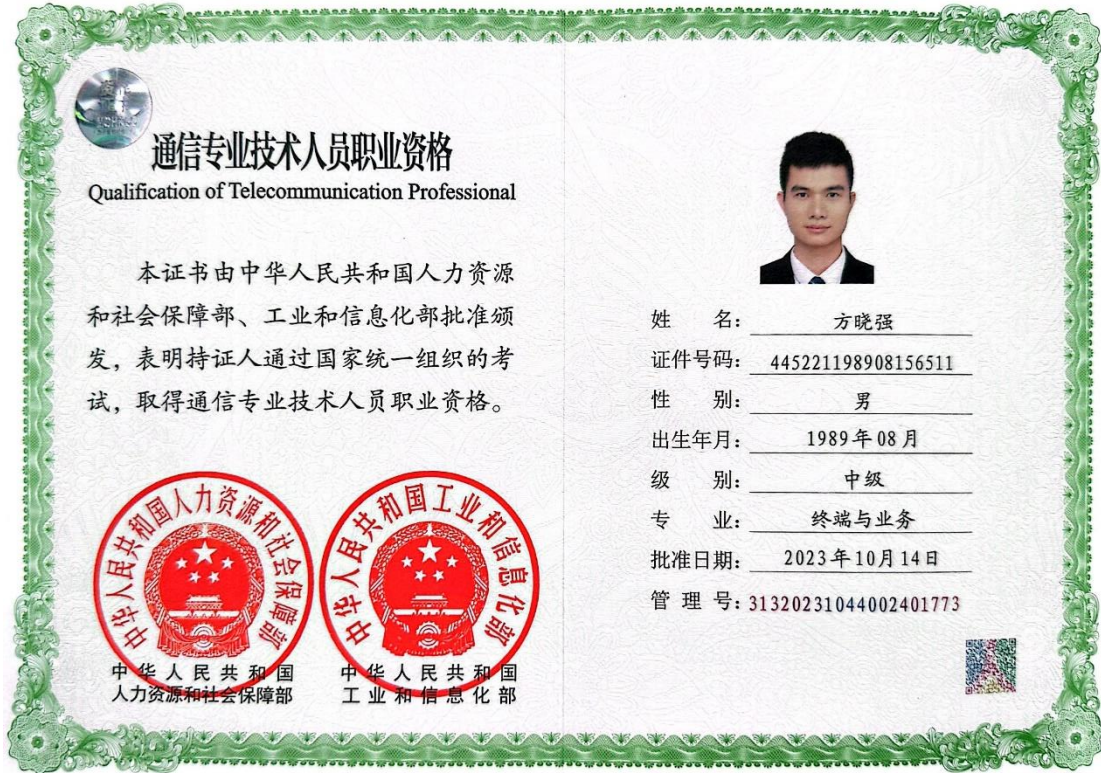 通信专业技术人员职业资格
Qualification of Telecommunication Professional
本证书由中华人民共和国人力资源
和社会保障部、工业和信息化部批准颁
发，表明持证人通过国家统一组织的考
试，取得通信专业技术人员职业资格。
中华人民共和国人力资源和社会保障部
中华人民共和国
人力资源和社会保障部
中华人民共和国工业和信息化部
中华人民共和国
工业和信息化部
姓 名：方晓强
证件号码：445221198908156511
性 别：男
出生年月：1989年08月
级 别：中级
专 业：终端与业务
批准日期：2023年10月14日
管 理 号：31320231044002401773